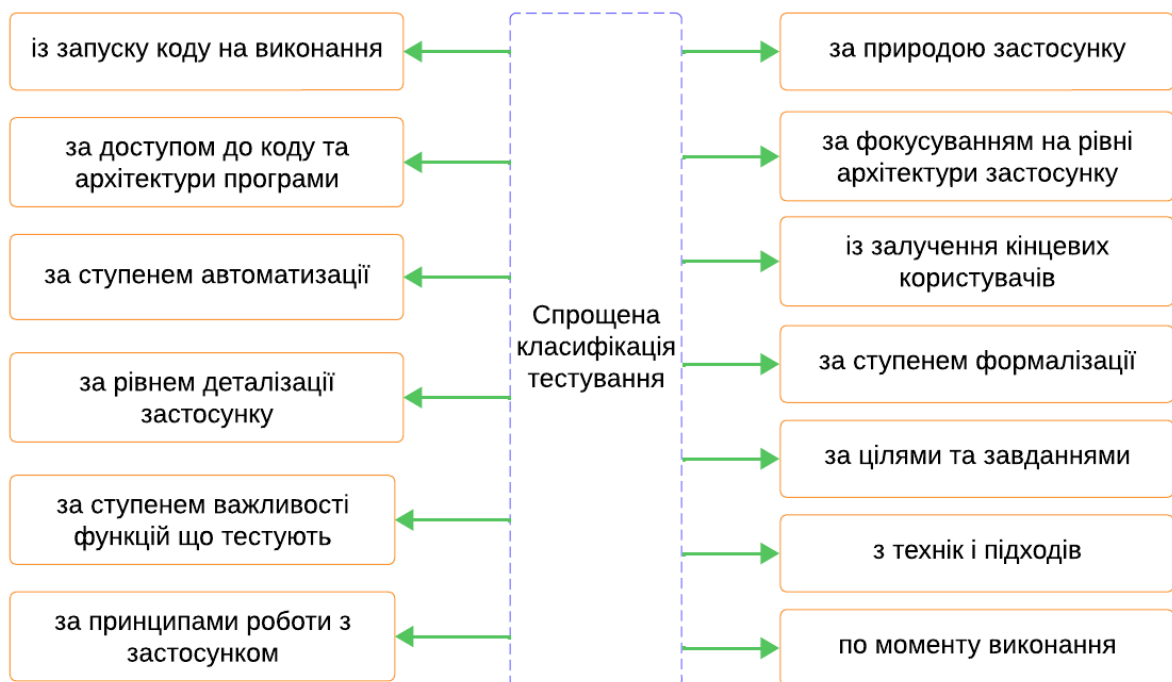 із запуску коду на виконання
за доступом до коду та
архітектури програми
за ступенем автоматизації
за рівнем деталізації
застосунку
за ступенем важливості
функцій що тестують
за принципами роботи з
застосунком
Спрощена
класифікація
тестування
за природою застосунку
за фокусуванням на рівні
архітектури застосунку
із залучення кінцевих
користувачів
за ступенем формалізації
за цілями та завданнями
з технік і підходів
по моменту виконання